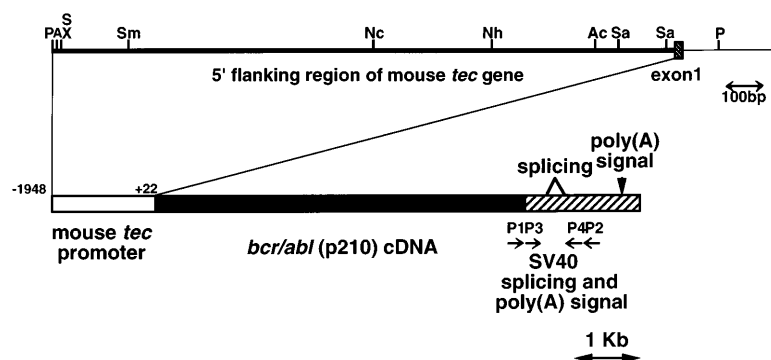 S
PAX Sm Nc Nh Ac Sa Sa P
5' flanking region of mouse tec gene
exon1
100bp
poly(A)
signal
splicing
-1948
+22
mouse tec
promoter
bcr/abl (p210) cDNA
P1P3 P4P2
SV40
splicing and
poly(A) signal
1 Kb